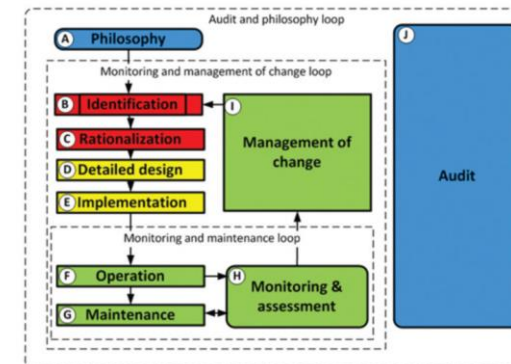 Audit and philosophy loop
A Philosophy
J
Monitoring and management of change loop
B Identification
I
C Rationalization
Management of
change
D Detailed design
Audit
E Implementation
Monitoring and maintenance loop
F Operation
H
Monitoring &
assessment
G Maintenance